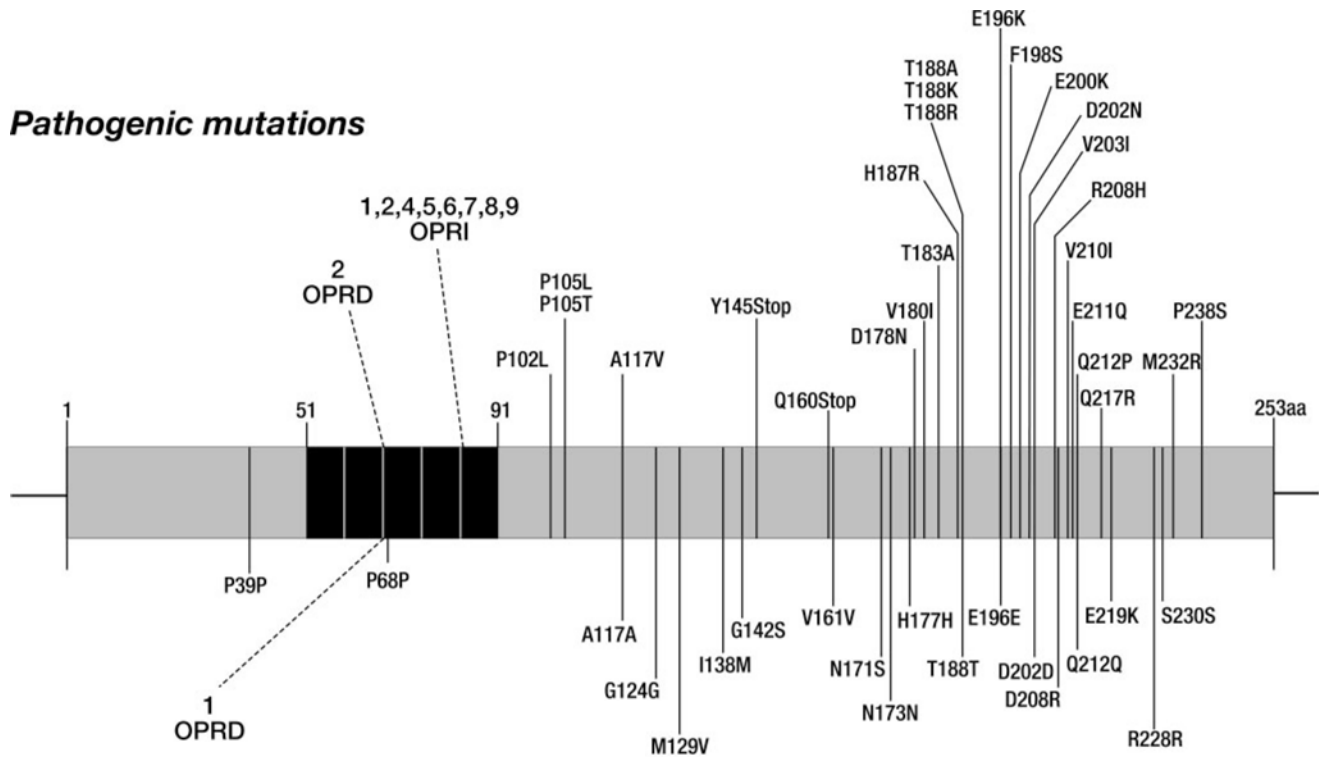 E196K
F198S
T188A
T188K
T188R
E200K
D202N
Pathogenic mutations
V203I
H187R
R208H
1,2,4,5,6,7,8,9
OPRI
T183A
V210I
2
OPRD
P105L
P105T
Y145Stop
V180I
E211Q
P238S
D178N
P102L
A117V
Q212P
M232R
Q160Stop
Q217R
1
51
91
253aa
P39P
P68P
A117A
G142S
V161V
H177H
E196E
E219K
S230S
G124G
I138M
N171S
T188T
D202D
Q212Q
D208R
1
OPRD
N173N
M129V
R228R